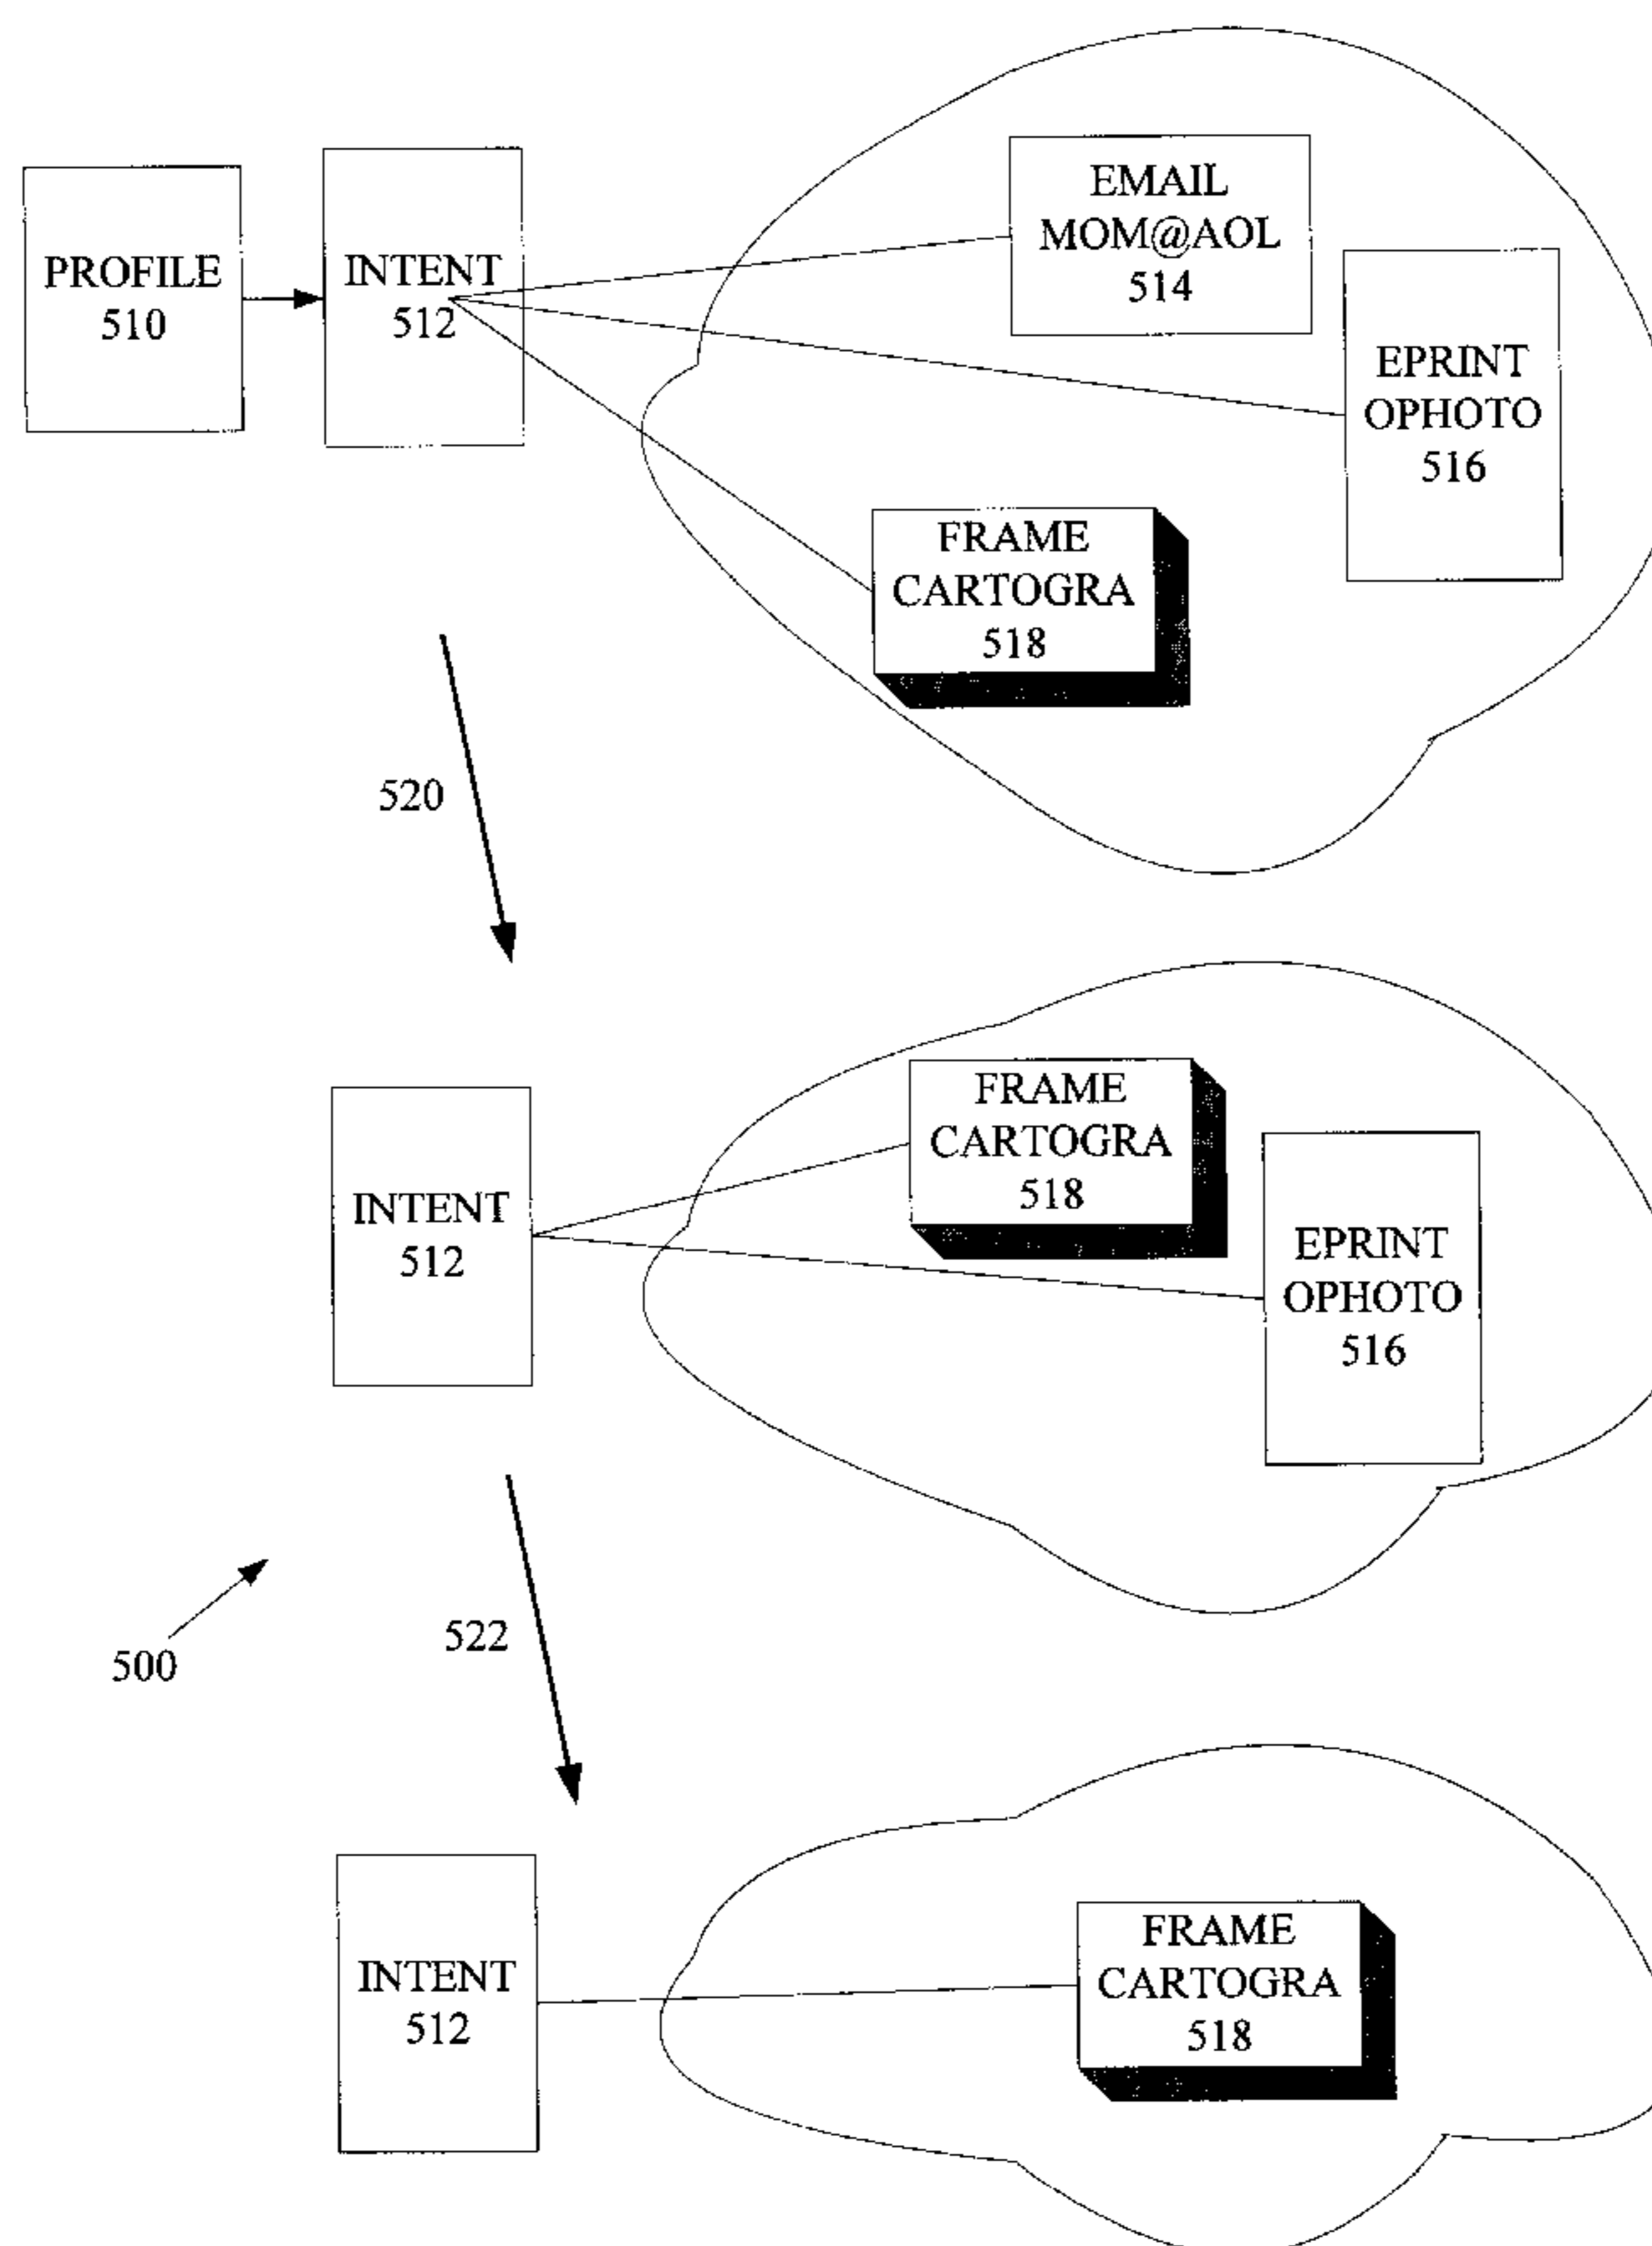 PROFILE
510
INTENT
512
EMAIL
MOM@AOL
514
EPRINT
OPHOTO
516
FRAME
CARTOGRA
518
520
INTENT
512
FRAME
CARTOGRA
518
EPRINT
OPHOTO
516
500
522
INTENT
512
FRAME
CARTOGRA
518